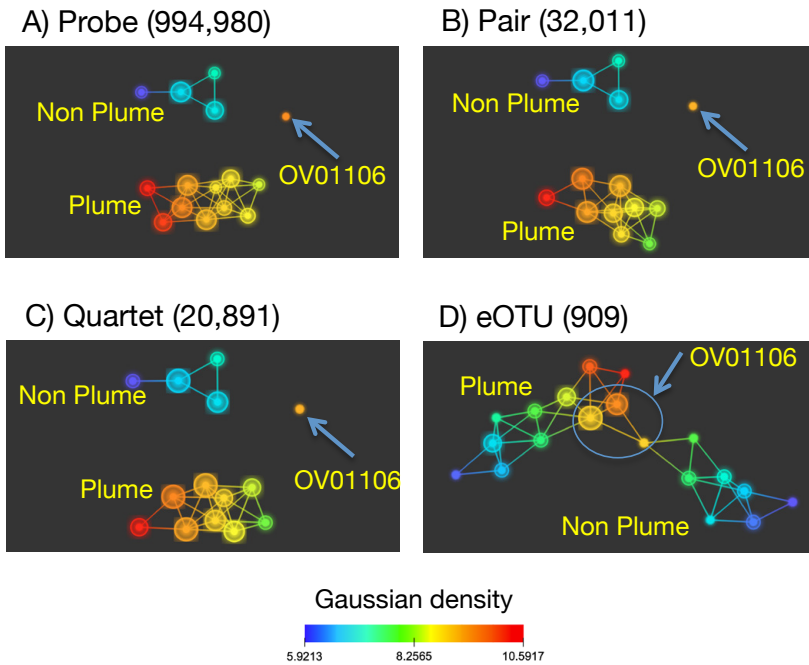 A) Probe (994,980)
Non Plume
OV01106
Plume
B) Pair (32,011)
Non Plume
OV01106
Plume
C) Quartet (20,891)
Non Plume
OV01106
Plume
D) eOTU (909)
OV01106
Plume
Non Plume
Gaussian density
5.9213 8.2565 10.5917